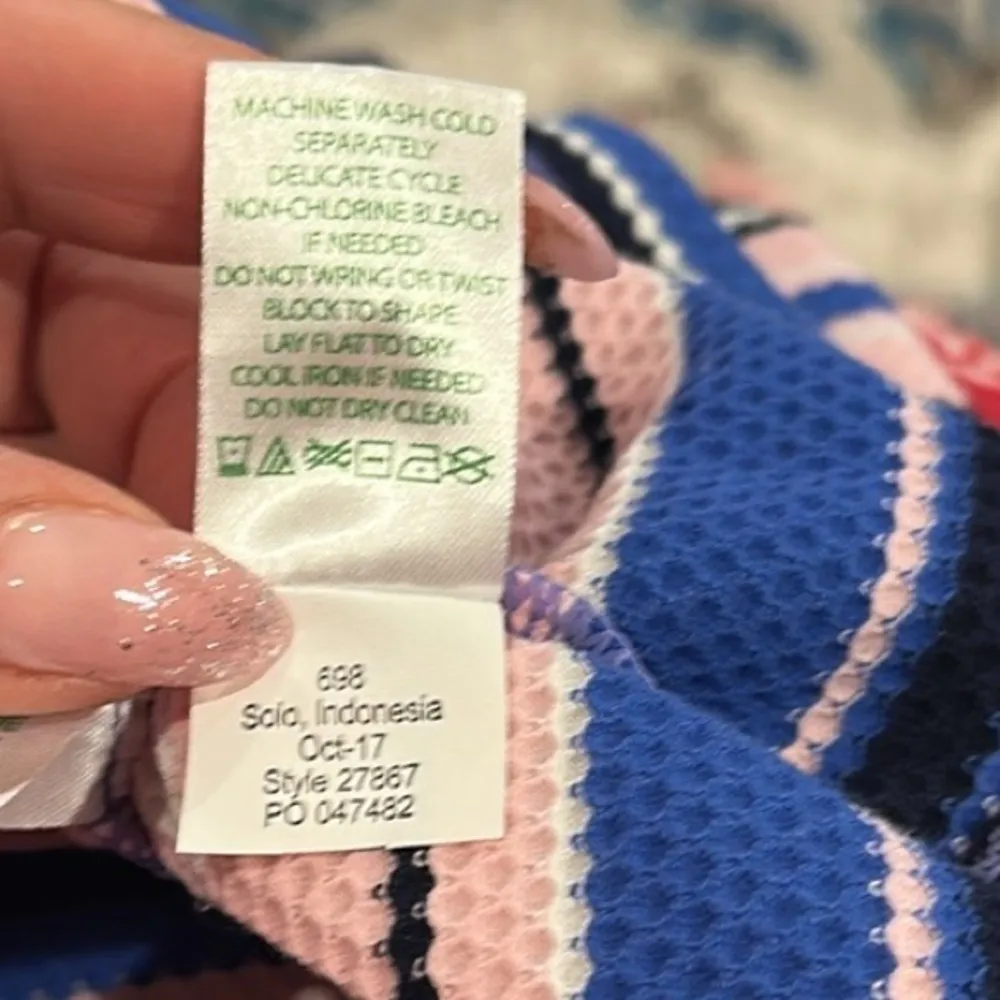 MACHINE WASH COLD
SEPARATELY
DELICATE CYCLE
NON-CHLORINE BLEACH
IF NEEDED
DO NOT WRING OR TWIST
BLOCK TO SHAPE
LAY FLAT TO DRY
COOL IRON IF NEEDED
DO NOT DRY CLEAN
698
Solo, Indonesia
Oct-17
Style 27867
PO 047482